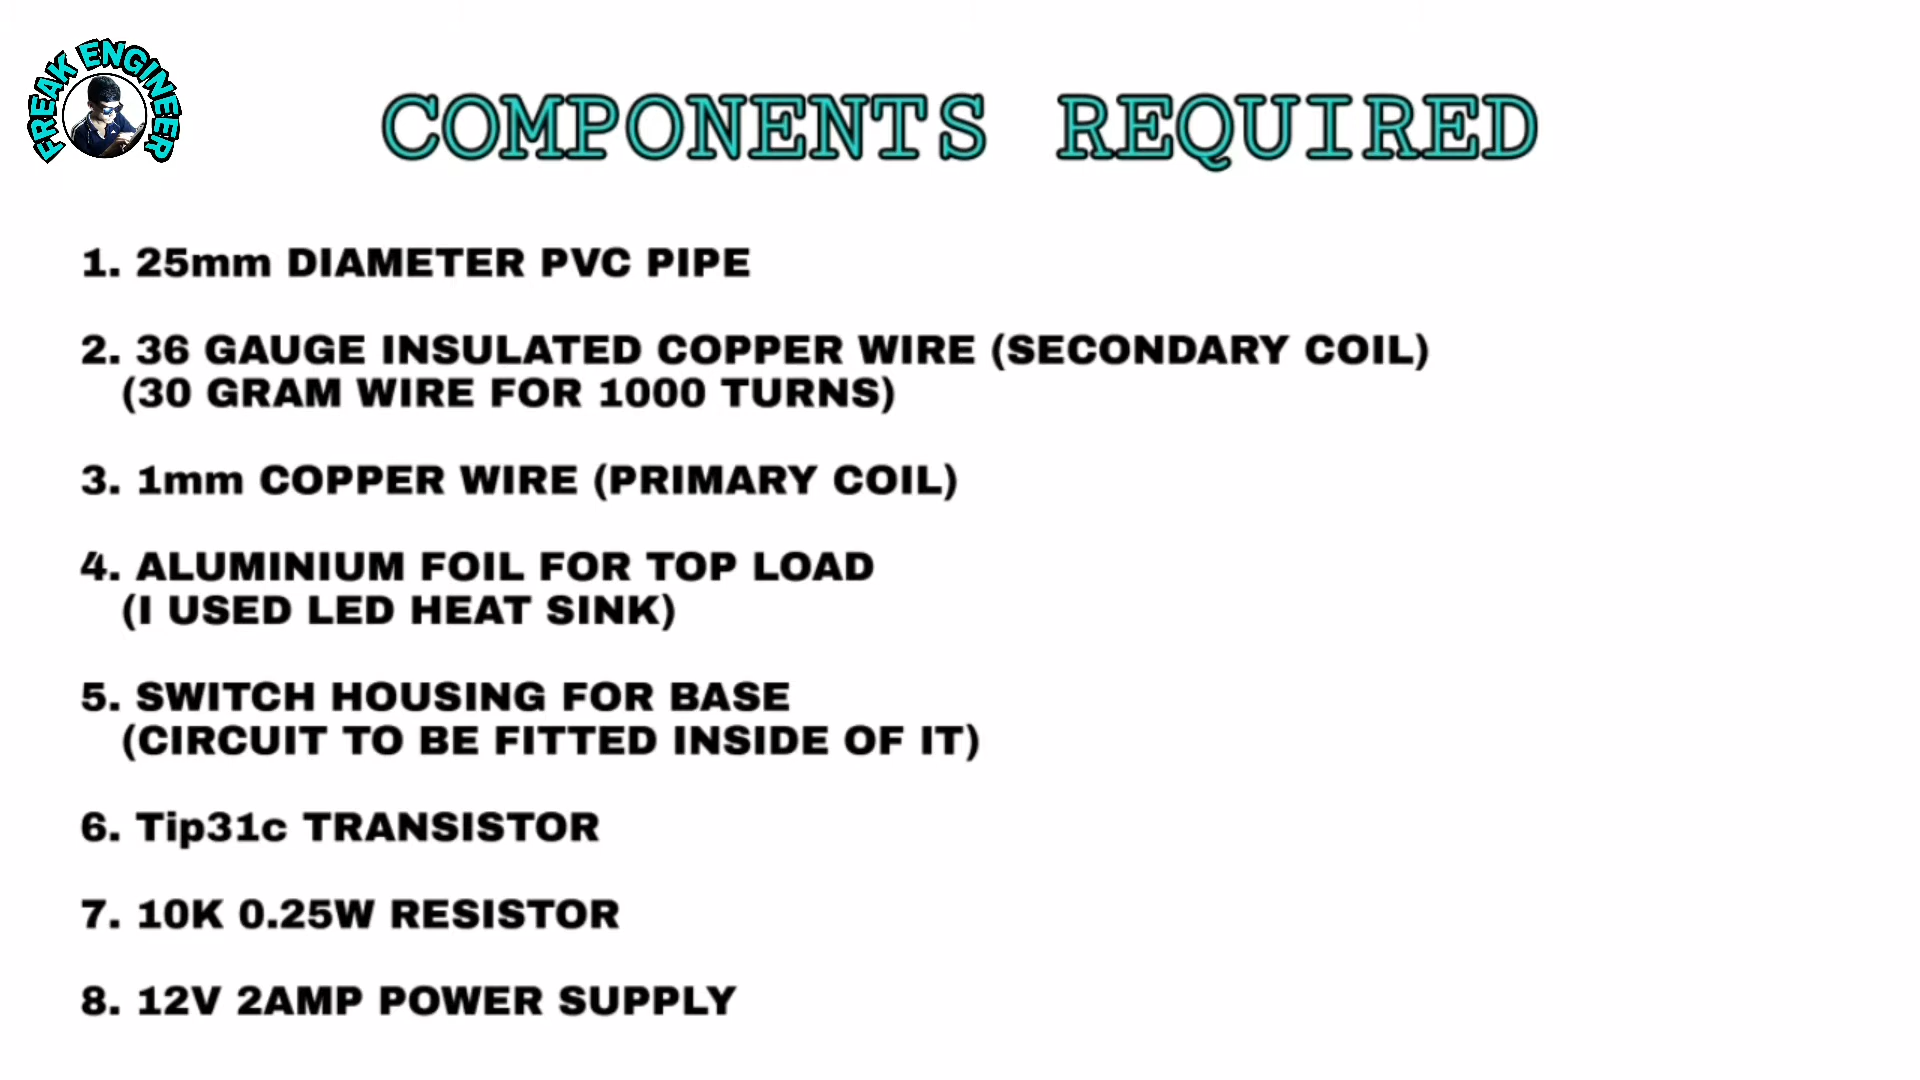 FREAK ENGINEER
COMPONENTS REQUIRED
1. 25mm DIAMETER PVC PIPE
2. 36 GAUGE INSULATED COPPER WIRE (SECONDARY COIL)
(30 GRAM WIRE FOR 1000 TURNS)
3. 1mm COPPER WIRE (PRIMARY COIL)
4. ALUMINIUM FOIL FOR TOP LOAD
(I USED LED HEAT SINK)
5. SWITCH HOUSING FOR BASE
(CIRCUIT TO BE FITTED INSIDE OF IT)
6. Tip31c TRANSISTOR
7. 10K 0.25W RESISTOR
8. 12V 2AMP POWER SUPPLY